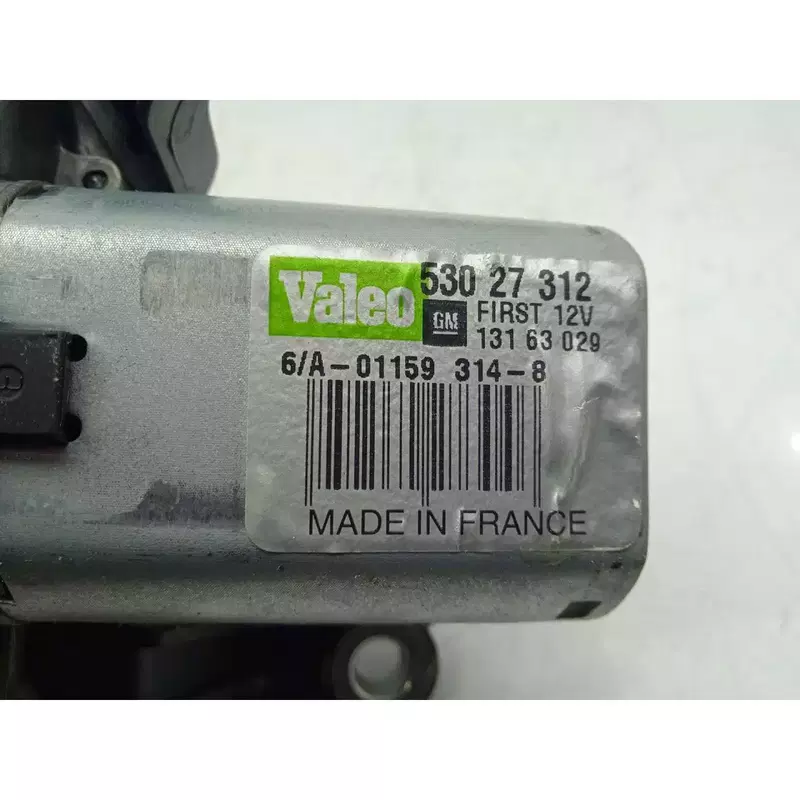 Valeo 530 27 312
GM FIRST 12V
131 63 029
6/A-01159 314-8
MADE IN FRANCE